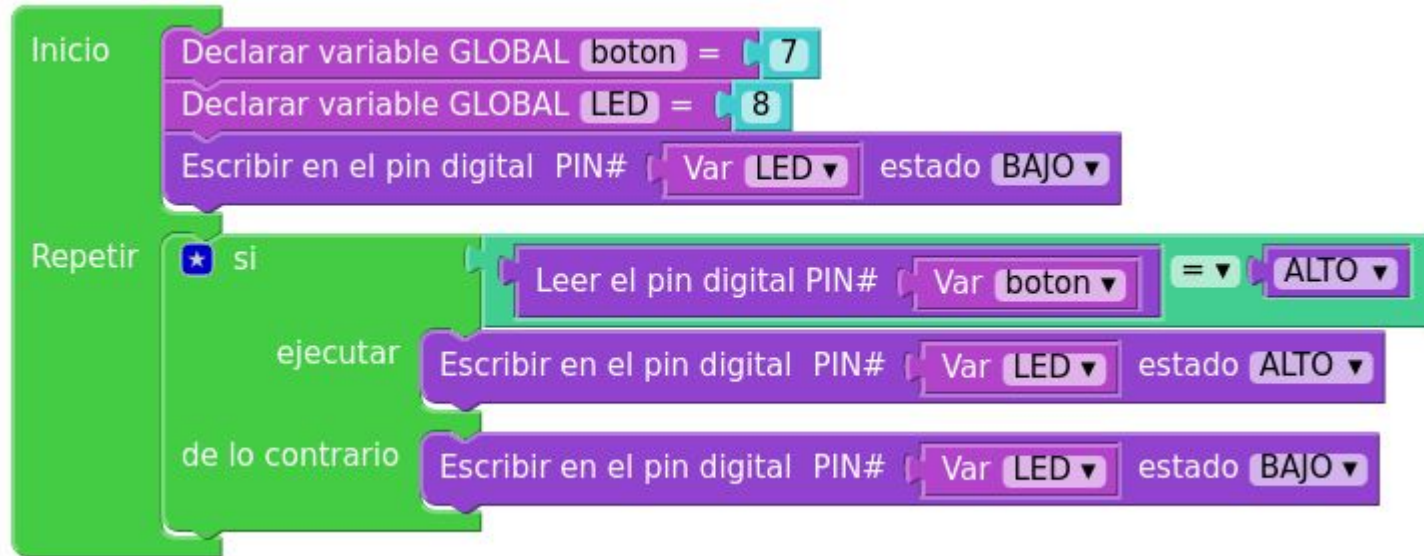 Inicio Declarar variable GLOBAL boton = 7
Declarar variable GLOBAL LED = 8
Escribir en el pin digital PIN# Var LED ▾ estado BAJO ▾
Repetir si Leer el pin digital PIN# Var boton ▾ = ▾ ALTO ▾
ejecutar Escribir en el pin digital PIN# Var LED ▾ estado ALTO ▾
de lo contrario Escribir en el pin digital PIN# Var LED ▾ estado BAJO ▾